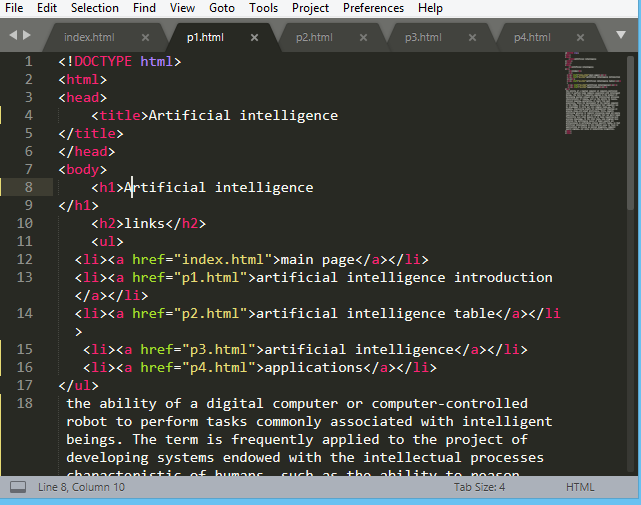 File Edit Selection Find View Goto Tools Project Preferences Help
index.html × p1.html × p2.html × p3.html × p4.html ×
1 <!DOCTYPE html>
2 <html>
3 <head>
4 <title>Artificial intelligence
5 </title>
6 </head>
7 <body>
8 <h1>Artificial intelligence
9 </h1>
10 <h2>links</h2>
11 <ul>
12 <li><a href="index.html">main page</a></li>
13 <li><a href="p1.html">artificial intelligence introduction
</a></li>
14 <li><a href="p2.html">artificial intelligence table</a></li
>
15 <li><a href="p3.html">artificial intelligence</a></li>
16 <li><a href="p4.html">applications</a></li>
17 </ul>
18 the ability of a digital computer or computer-controlled
robot to perform tasks commonly associated with intelligent
beings. The term is frequently applied to the project of
developing systems endowed with the intellectual processes
characteristic of humans, such as the ability to reason,
Line 8, Column 10 Tab Size: 4 HTML